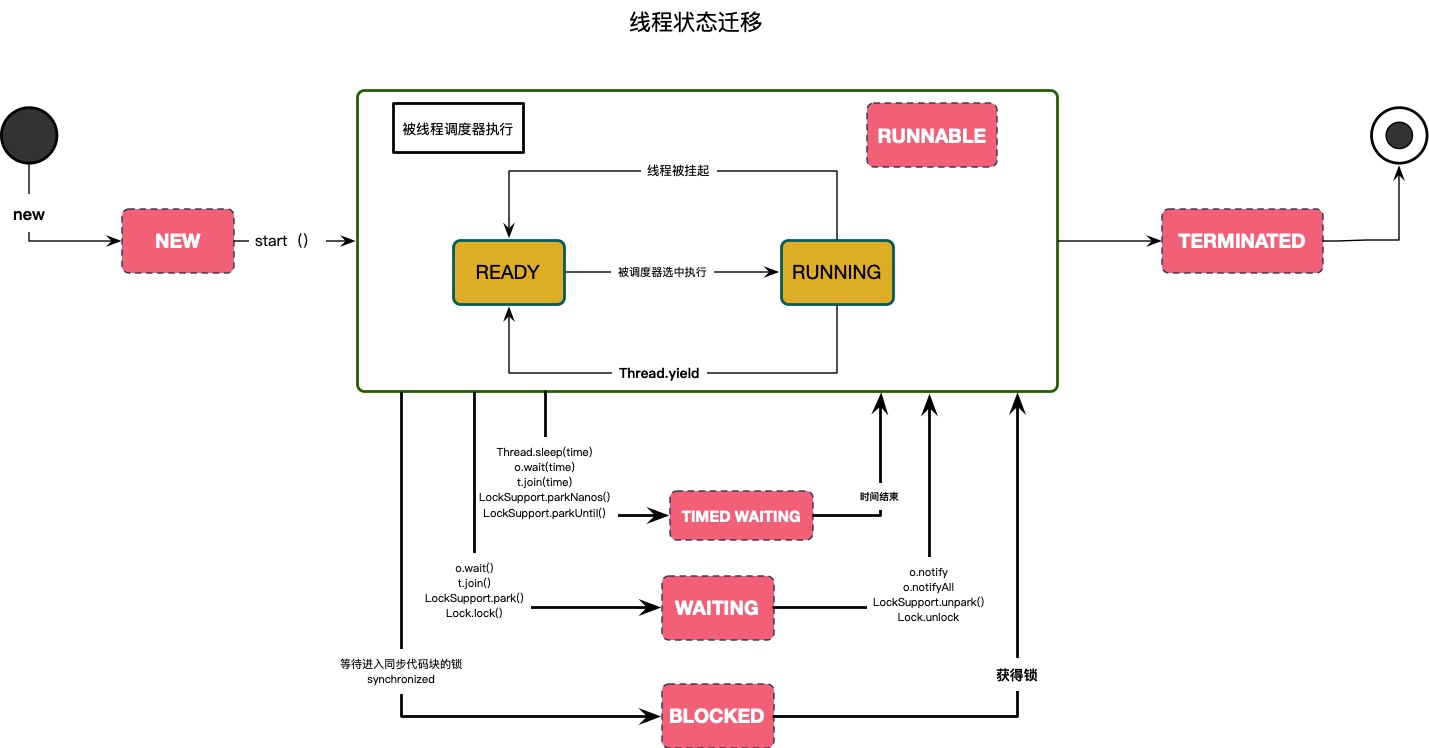 线程状态迁移
被线程调度器执行
RUNNABLE
线程被挂起
new
NEW
start（）
READY
被调度器选中执行
RUNNING
TERMINATED
Thread.yield
Thread.sleep(time)
o.wait(time)
t.join(time)
LockSupport.parkNanos()
LockSupport.parkUntil()
TIMED WAITING
时间结束
o.wait()
t.join()
LockSupport.park()
Lock.lock()
WAITING
o.notify
o.notifyAll
LockSupport.unpark()
Lock.unlock
等待进入同步代码块的锁
synchronized
BLOCKED
获得锁